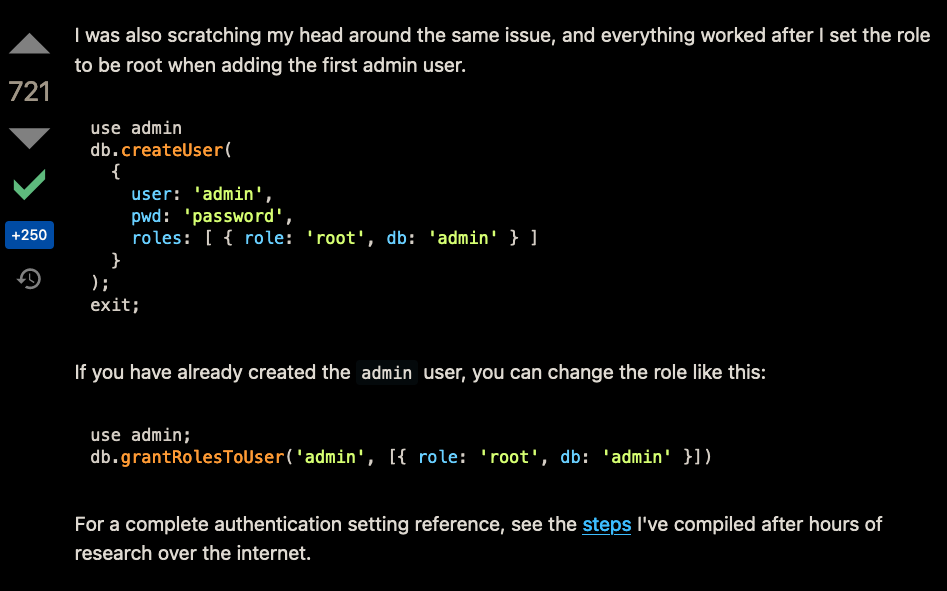 I was also scratching my head around the same issue, and everything worked after I set the role
to be root when adding the first admin user.
721
use admin
db.createUser(
  {
    user: 'admin',
    pwd: 'password',
    roles: [ { role: 'root', db: 'admin' } ]
  }
);
exit;
+250
If you have already created the admin user, you can change the role like this:
use admin;
db.grantRolesToUser('admin', [{ role: 'root', db: 'admin' }])
For a complete authentication setting reference, see the steps I've compiled after hours of
research over the internet.